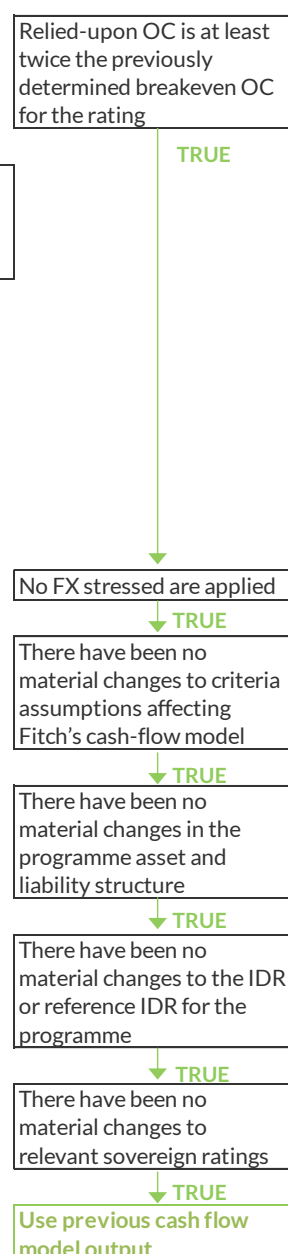 Relied-upon OC is at least
twice the previously
determined breakeven OC
for the rating
TRUE
No FX stressed are applied
TRUE
There have been no
material changes to criteria
assumptions affecting
Fitch's cash-flow model
TRUE
There have been no
material changes in the
programme asset and
liability structure
TRUE
There have been no
material changes to the IDR
or reference IDR for the
programme
TRUE
There have been no
material changes to
relevant sovereign ratings
TRUE
Use previous cash flow
model output